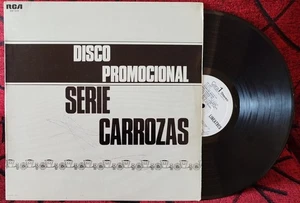 RCA
DISCO
PROMOCIONAL
SERIE
CARROZAS